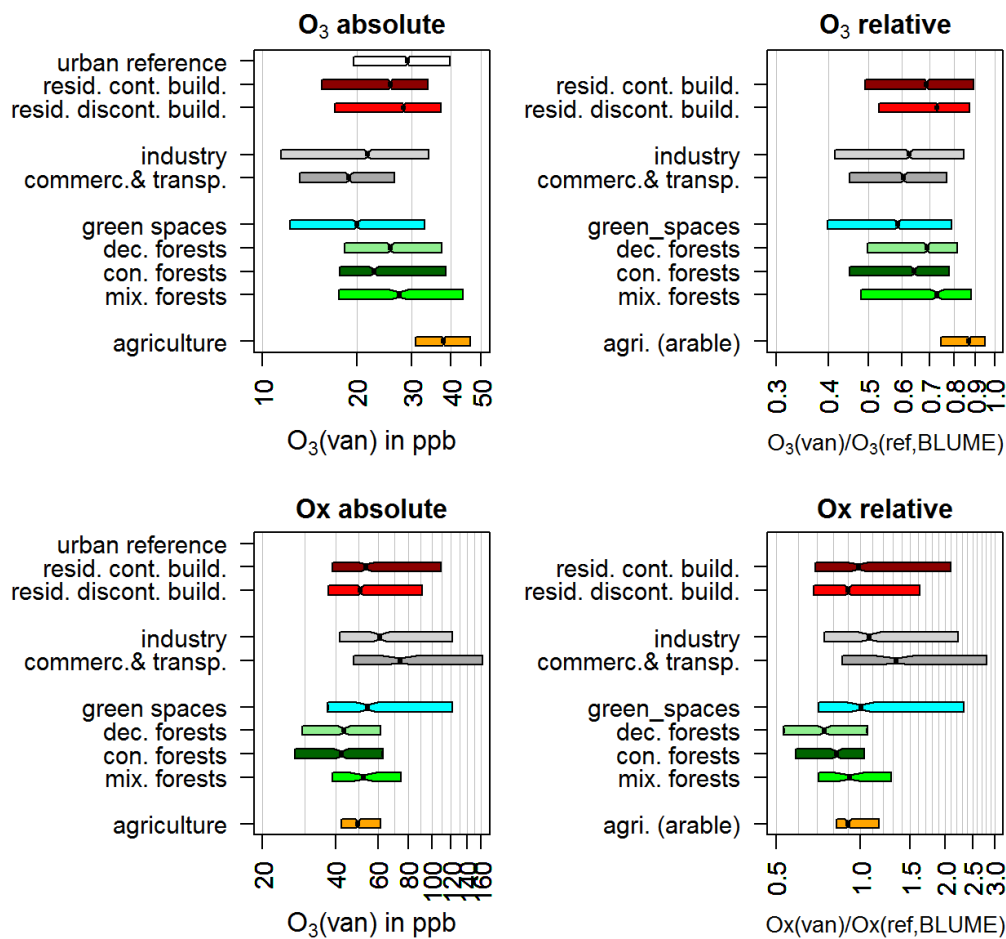 O₃ absolute
urban reference
resid. cont. build.
resid. discont. build.
industry
commerc.& transp.
green spaces
dec. forests
con. forests
mix. forests
agriculture
10 20 30 40 50
O₃(van) in ppb
O₃ relative
resid. cont. build.
resid. discont. build.
industry
commerc.& transp.
green_spaces
dec. forests
con. forests
mix. forests
agri. (arable)
0.3 0.4 0.5 0.6 0.7 0.8 0.9 1.0
O₃(van)/O₃(ref,BLUME)
Ox absolute
urban reference
resid. cont. build.
resid. discont. build.
industry
commerc.& transp.
green spaces
dec. forests
con. forests
mix. forests
agriculture
20 40 60 80 100 120 140 160
O₃(van) in ppb
Ox relative
resid. cont. build.
resid. discont. build.
industry
commerc.& transp.
green_spaces
dec. forests
con. forests
mix. forests
agri. (arable)
0.5 1.0 1.5 2.0 2.5 3.0
Ox(van)/Ox(ref,BLUME)